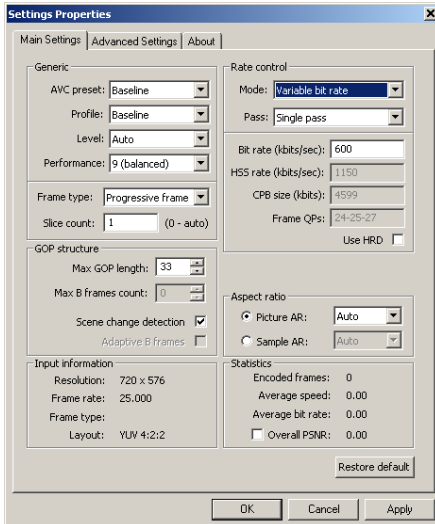 Settings Properties
Main Settings Advanced Settings About
Generic
AVC preset: Baseline
Profile: Baseline
Level: Auto
Performance: 9 (balanced)
Frame type: Progressive frame
Slice count: 1 (0 - auto)
GOP structure
Max GOP length: 33
Max B frames count: 0
Scene change detection
Adaptive B frames
Input information
Resolution: 720 x 576
Frame rate: 25.000
Frame type:
Layout: YUV 4:2:2
Rate control
Mode: Variable bit rate
Pass: Single pass
Bit rate (kbits/sec): 600
HSS rate (kbits/sec): 1150
CPB size (kbits): 4599
Frame QPs: 24-25-27
Use HRD
Aspect ratio
Picture AR: Auto
Sample AR: Auto
Statistics
Encoded frames: 0
Average speed: 0.00
Average bit rate: 0.00
Overall PSNR: 0.00
Restore default
OK Cancel Apply